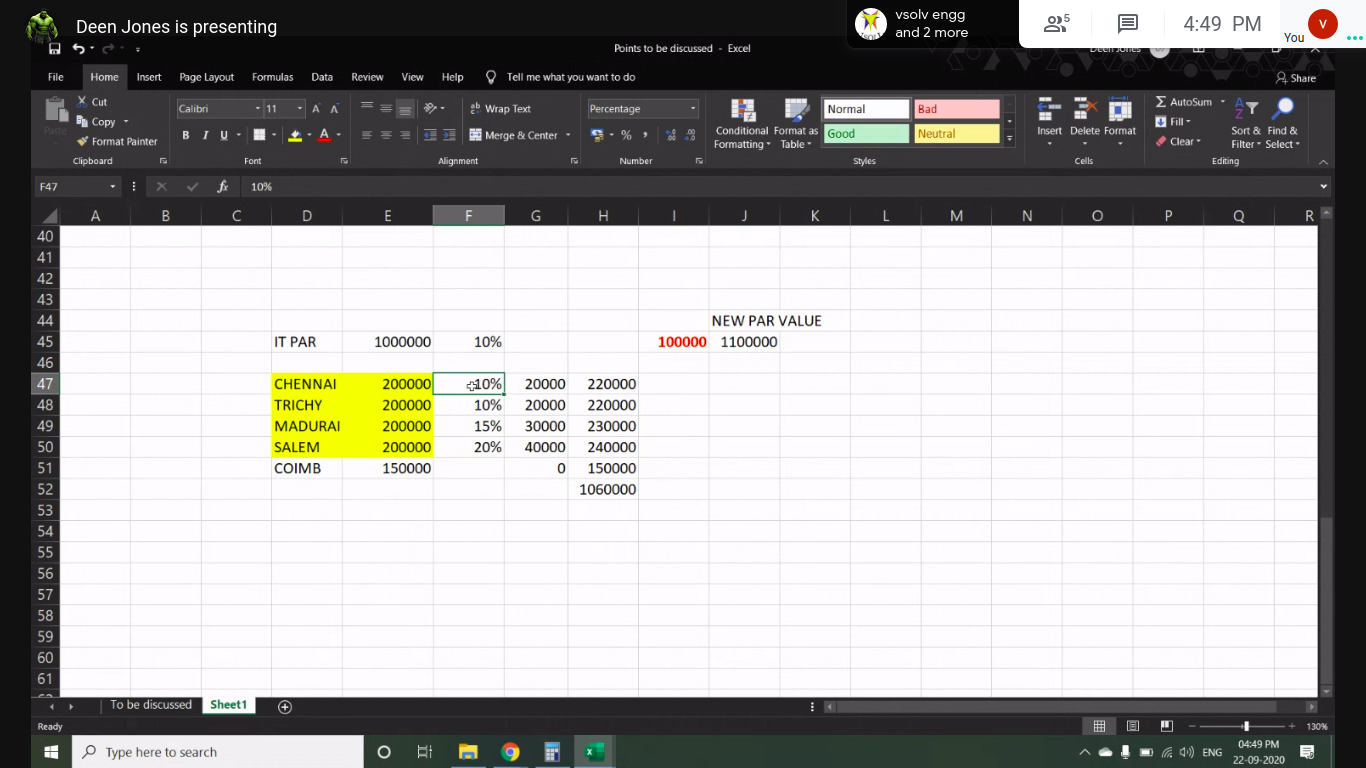 Deen Jones is presenting
vsolv engg
and 2 more
5
4:49 PM
V
You
Points to be discussed - Excel
Deen Jones
File Home Insert Page Layout Formulas Data Review View Help Tell me what you want to do Share
Paste
Cut
Copy
Format Painter
Clipboard
Calibri 11 A A
B I U A
Font
Wrap Text
Merge & Center
Alignment
Percentage
% ,
Number
Conditional
Formatting
Format as
Table
Normal Bad
Good Neutral
Styles
Insert Delete Format
Cells
AutoSum
Fill
Clear
Sort &
Filter
Find &
Select
Editing
F47 fx 10%
A B C D E F G H I J K L M N O P Q R
40
41
42
43
44 NEW PAR VALUE
45 IT PAR 1000000 10% 100000 1100000
46
47 CHENNAI 200000 10% 20000 220000
48 TRICHY 200000 10% 20000 220000
49 MADURAI 200000 15% 30000 230000
50 SALEM 200000 20% 40000 240000
51 COIMB 150000 0 150000
52 1060000
53
54
55
56
57
58
59
60
61
To be discussed Sheet1
Ready 130%
Type here to search
ENG
04:49 PM
22-09-2020